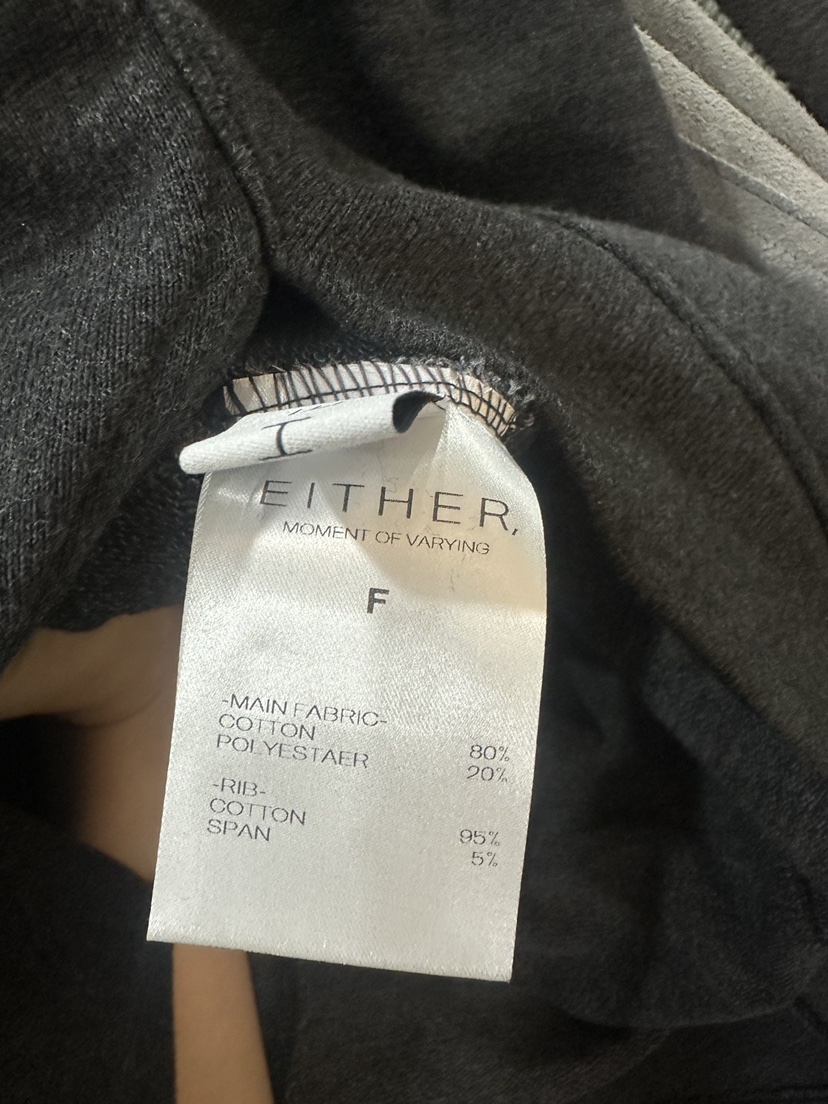 EITHER,
MOMENT OF VARYING
F
-MAIN FABRIC-
COTTON 80%
POLYESTAER 20%
-RIB-
COTTON 95%
SPAN 5%